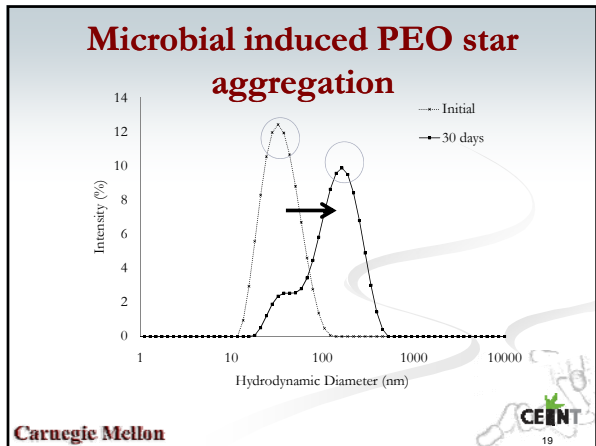 Microbial induced PEO star
aggregation
14
12
10
8
6
4
2
0
Intensity (%)
Initial
30 days
1
10
100
1000
10000
Hydrodynamic Diameter (nm)
Carnegie Mellon
CEINT
19